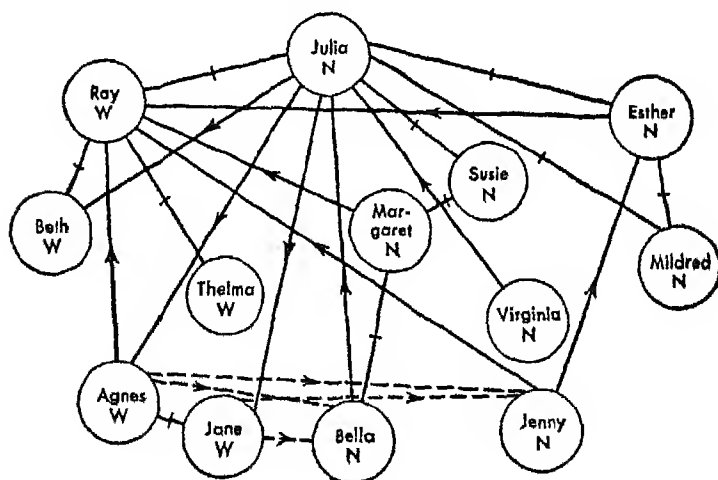 Julia
N
Ray
W
Esther
N
Susie
N
Beth
W
Mar-
garet
N
Mildred
N
Thelma
W
Virginia
N
Agnes
W
Jane
W
Bella
N
Jenny
N